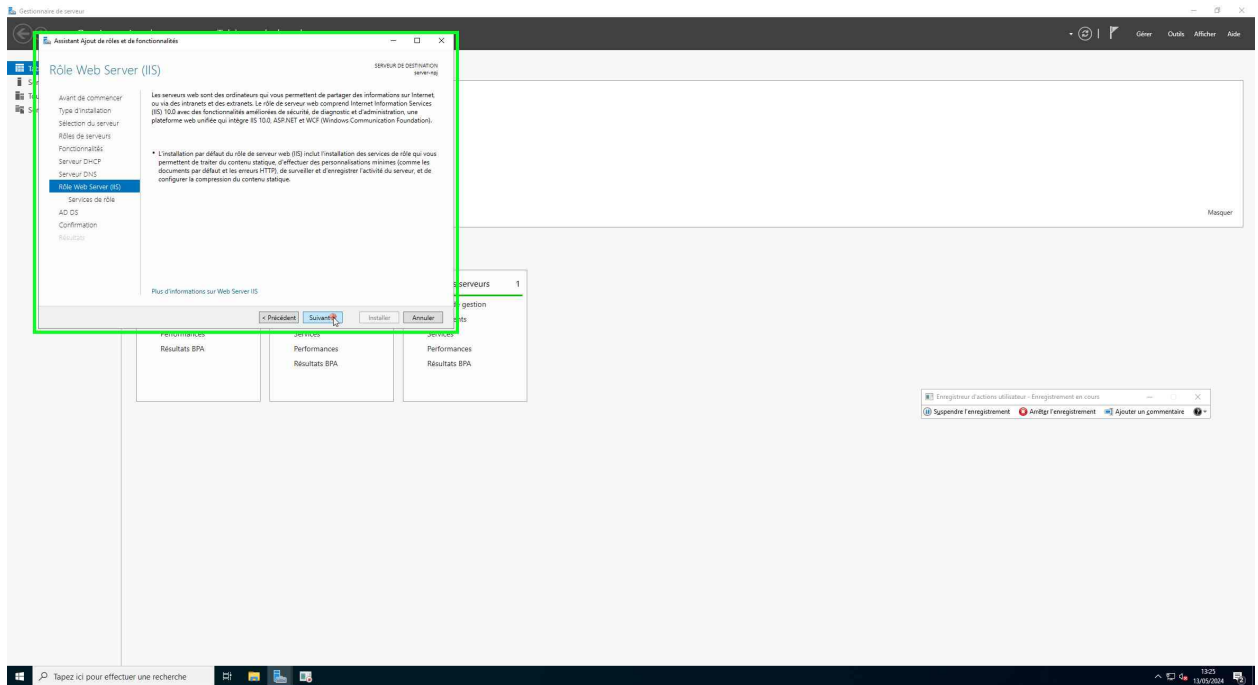 Gestionnaire de serveur
Gérer Outils Afficher Aide
Assistant Ajout de rôles et de fonctionnalités
Rôle Web Server (IIS)
SERVEUR DE DESTINATION
server-npj
Avant de commencer
Type d'installation
Sélection du serveur
Rôles de serveurs
Fonctionnalités
Serveur DHCP
Serveur DNS
Rôle Web Server (IIS)
Services de rôle
AD DS
Confirmation
Résultats
Les serveurs web sont des ordinateurs qui vous permettent de partager des informations sur Internet,
ou via des intranets et des extranets. Le rôle de serveur web comprend Internet Information Services
(IIS) 10.0 avec des fonctionnalités améliorées de sécurité, de diagnostic et d'administration, une
plateforme web unifiée qui intègre IIS 10.0, ASP.NET et WCF (Windows Communication Foundation).
• L'installation par défaut du rôle de serveur web (IIS) inclut l'installation des services de rôle qui vous
permettent de traiter du contenu statique, d'effectuer des personnalisations minimes (comme les
documents par défaut et les erreurs HTTP), de surveiller et d'enregistrer l'activité du serveur, et de
configurer la compression du contenu statique.
Plus d'informations sur Web Server IIS
< Précédent Suivant > Installer Annuler
Masquer
serveurs 1
gestion
Performances Services Services
Résultats BPA Performances Performances
Résultats BPA Résultats BPA
Enregistreur d'actions utilisateur - Enregistrement en cours
Suspendre l'enregistrement Arrêter l'enregistrement Ajouter un commentaire
Tapez ici pour effectuer une recherche
13:25
13/05/2024